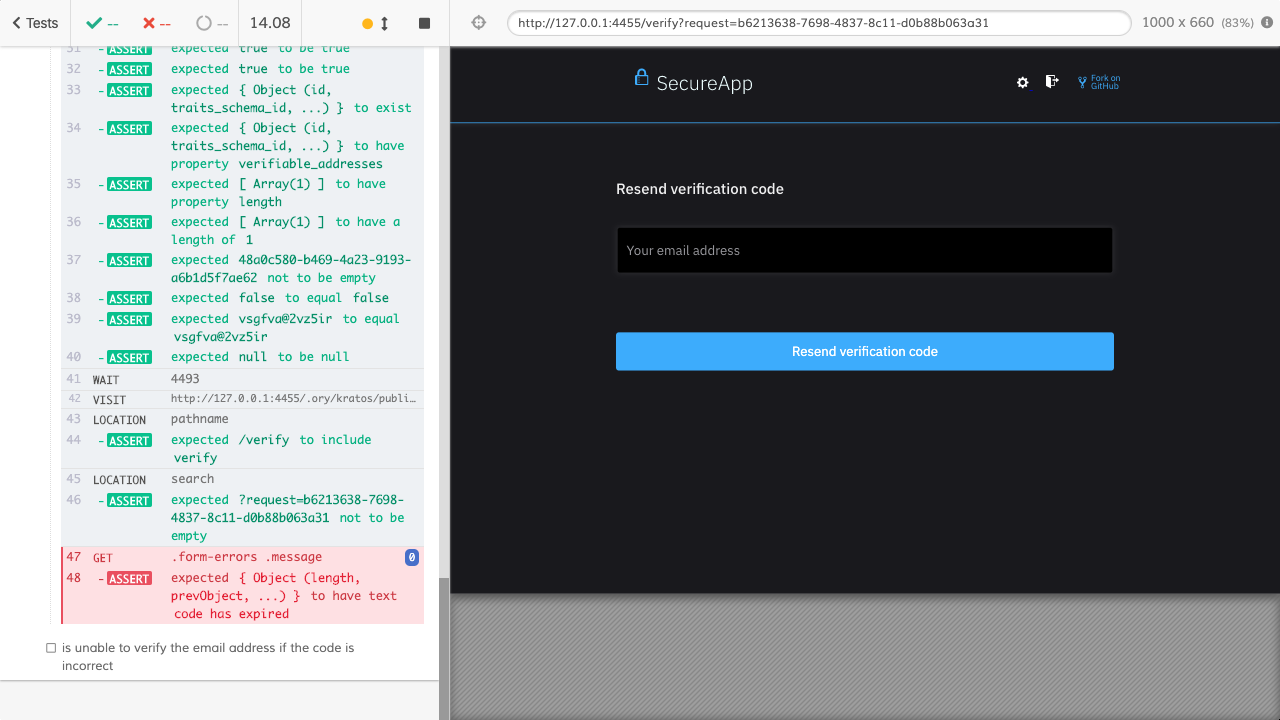 Tests
--
--
--
14.08
http://127.0.0.1:4455/verify?request=b6213638-7698-4837-8c11-d0b88b063a31
1000 x 660 (83%)
31 -ASSERT expected true to be true
32 -ASSERT expected true to be true
33 -ASSERT expected { Object (id,
traits_schema_id, ...) } to exist
34 -ASSERT expected { Object (id,
traits_schema_id, ...) } to have
property verifiable_addresses
35 -ASSERT expected [ Array(1) ] to have
property length
36 -ASSERT expected [ Array(1) ] to have a
length of 1
37 -ASSERT expected 48a0c580-b469-4a23-9193-
a6b1d5f7ae62 not to be empty
38 -ASSERT expected false to equal false
39 -ASSERT expected vsgfva@2vz5ir to equal
vsgfva@2vz5ir
40 -ASSERT expected null to be null
41 WAIT 4493
42 VISIT http://127.0.0.1:4455/.ory/kratos/publi…
43 LOCATION pathname
44 -ASSERT expected /verify to include
verify
45 LOCATION search
46 -ASSERT expected ?request=b6213638-7698-
4837-8c11-d0b88b063a31 not to be
empty
47 GET .form-errors .message 0
48 -ASSERT expected { Object (length,
prevObject, ...) } to have text
code has expired
is unable to verify the email address if the code is
incorrect
SecureApp
Fork on
GitHub
Resend verification code
Your email address
Resend verification code